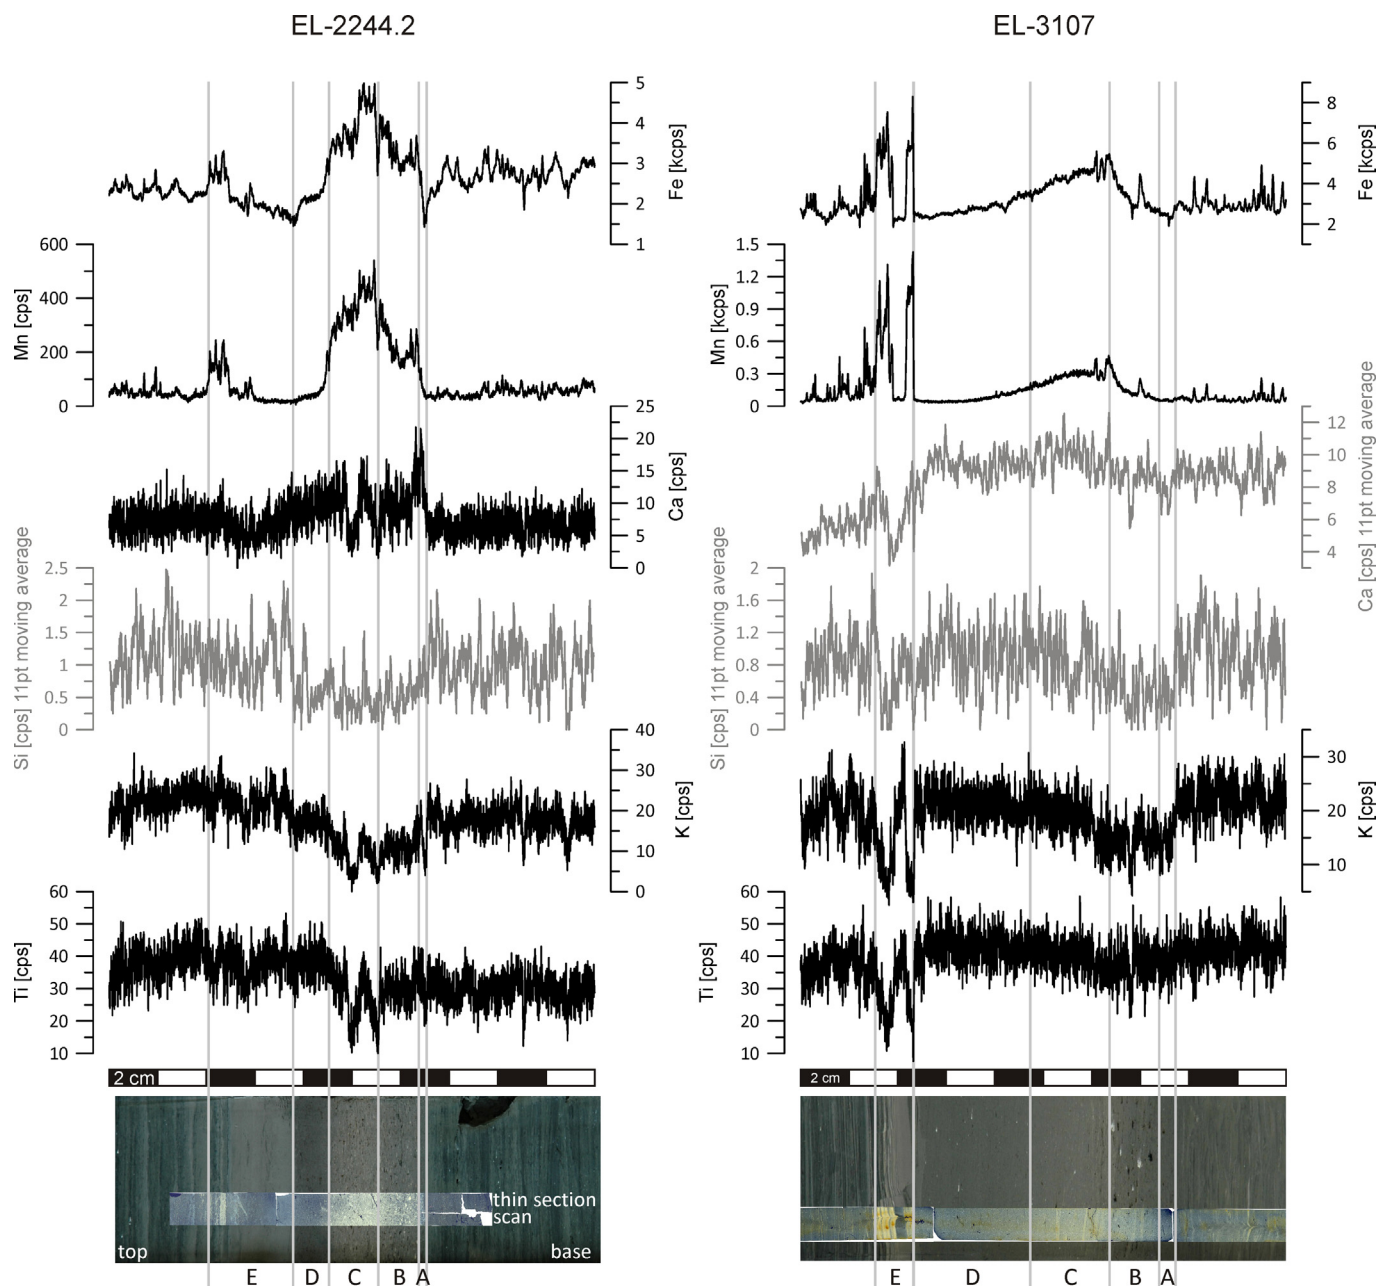 EL-2244.2
EL-3107
5
4
3
2
1
Fe [kcps]
600
400
200
0
Mn [cps]
25
20
15
10
5
0
Ca [cps]
2.5
2
1.5
1
0.5
0
Si [cps] 11pt moving average
40
30
20
10
0
K [cps]
60
50
40
30
20
10
Ti [cps]
2 cm
thin section
scan
top
base
E D C B A
8
6
4
2
Fe [kcps]
1.5
1.2
0.9
0.6
0.3
0
Mn [kcps]
12
10
8
6
4
Ca [cps] 11pt moving average
2
1.6
1.2
0.8
0.4
0
Si [cps] 11pt moving average
30
20
10
K [cps]
60
50
40
30
20
10
Ti [cps]
2 cm
E D C B A